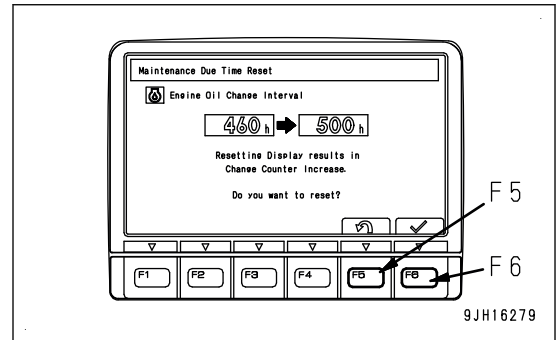 Maintenance Due Time Reset
Engine Oil Change Interval
460 h 500 h
Resetting Display results in
Change Counter Increase.
Do you want to reset?
F1 F2 F3 F4 F5 F6
F5
F6
9JH16279